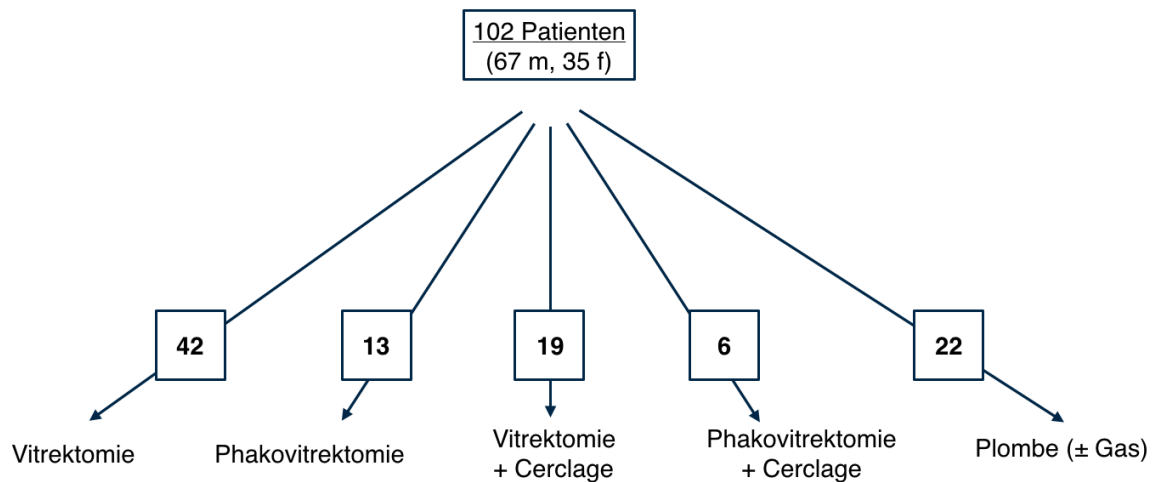 102 Patienten
(67 m, 35 f)
42
13
19
6
22
Vitrektomie
Phakovitrektomie
Vitrektomie
+ Cerclage
Phakovitrektomie
+ Cerclage
Plombe (± Gas)